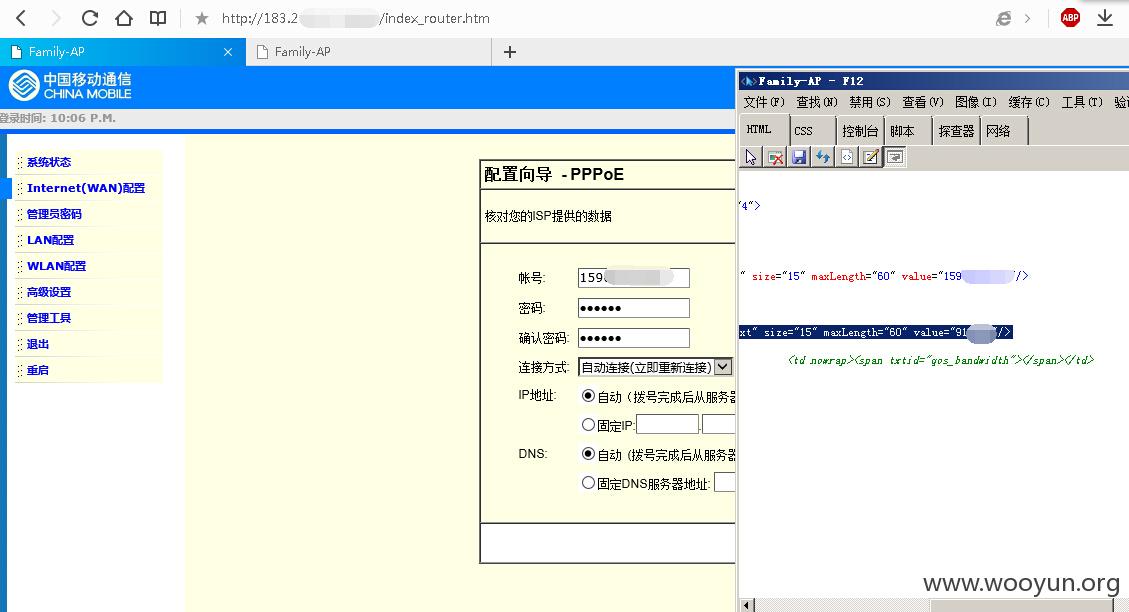 http://183.2 /index_router.htm
ABP
Family-AP
Family-AP
中国移动通信
CHINA MOBILE
登录时间: 10:06 P.M.
系统状态
Internet(WAN)配置
管理员密码
LAN配置
WLAN配置
高级设置
管理工具
退出
重启
配置向导 - PPPoE
核对您的ISP提供的数据
帐号: 159
密码: ●●●●●●
确认密码: ●●●●●●
连接方式: 自动连接(立即重新连接)
IP地址: 自动（拨号完成后从服务器
固定IP: .
DNS: 自动（拨号完成后从服务器
固定DNS服务器地址:
Family-AP - F12
文件(F) 查找(N) 禁用(S) 查看(V) 图像(I) 缓存(C) 工具(T) 验证
HTML CSS 控制台 脚本 探查器 网络
"4">
" size="15" maxLength="60" value="159 />
xt" size="15" maxLength="60" value="91 />
<td nowrap><span txtid="qos_bandwidth"></span></td>
www.wooyun.org